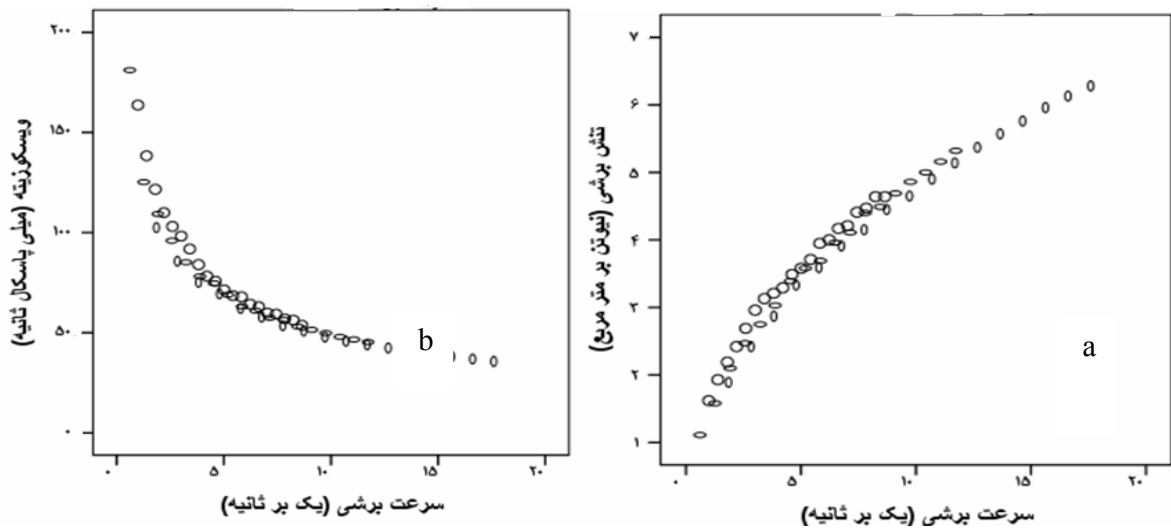 ویسکوزیته (میلی پاسکال ثانیه)
۲۰۰
۱۵۰
۱۰۰
۵۰
۰
b
۰ ۵ ۱۰ ۱۵ ۲۰
سرعت برشی (یک بر ثانیه)
تنش برشی (نیوتن بر متر مربع)
۷
۶
۵
۴
۳
۲
۱
a
۰ ۵ ۱۰ ۱۵ ۲۰
سرعت برشی (یک بر ثانیه)